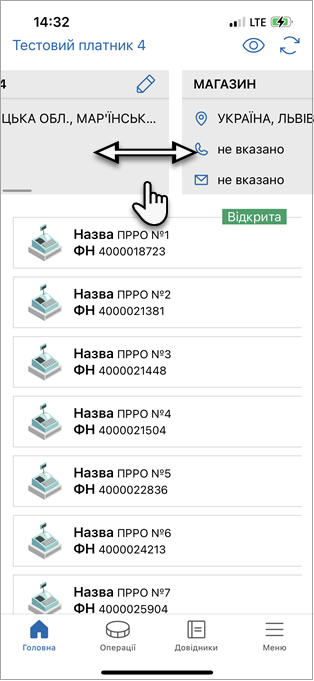 14:32 LTE
Тестовий платник 4
4
ЦЬКА ОБЛ., МАР'ЇНСЬК...
МАГАЗИН
УКРАЇНА, ЛЬВІВ
не вказано
не вказано
Відкрита
Назва ПРРО №1
ФН 4000018723
Назва ПРРО №2
ФН 4000021381
Назва ПРРО №3
ФН 4000021448
Назва ПРРО №4
ФН 4000021504
Назва ПРРО №5
ФН 4000022836
Назва ПРРО №6
ФН 4000024213
Назва ПРРО №7
ФН 4000025904
Головна
Операції
Довідники
Меню